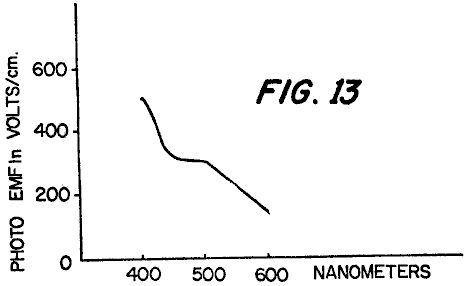 PHOTO EMF In VOLTS/cm.
600
400
200
0
FIG. 13
400 500 600 NANOMETERS